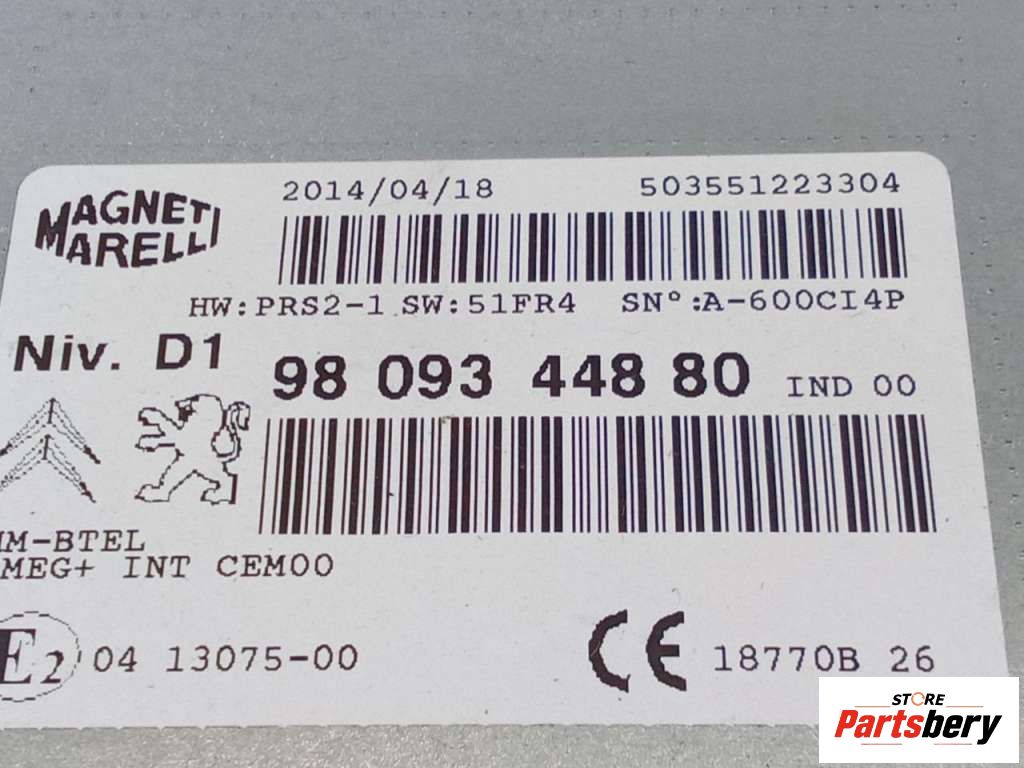 MAGNETI
MARELLI
2014/04/18 503551223304
HW:PRS2-1 SW:51FR4 SN°:A-600CI4P
Niv. D1
98 093 448 80 IND 00
M-BTEL
MEG+ INT CEM00
E2 04 13075-00
CE 18770B 26
STORE
Partsbery